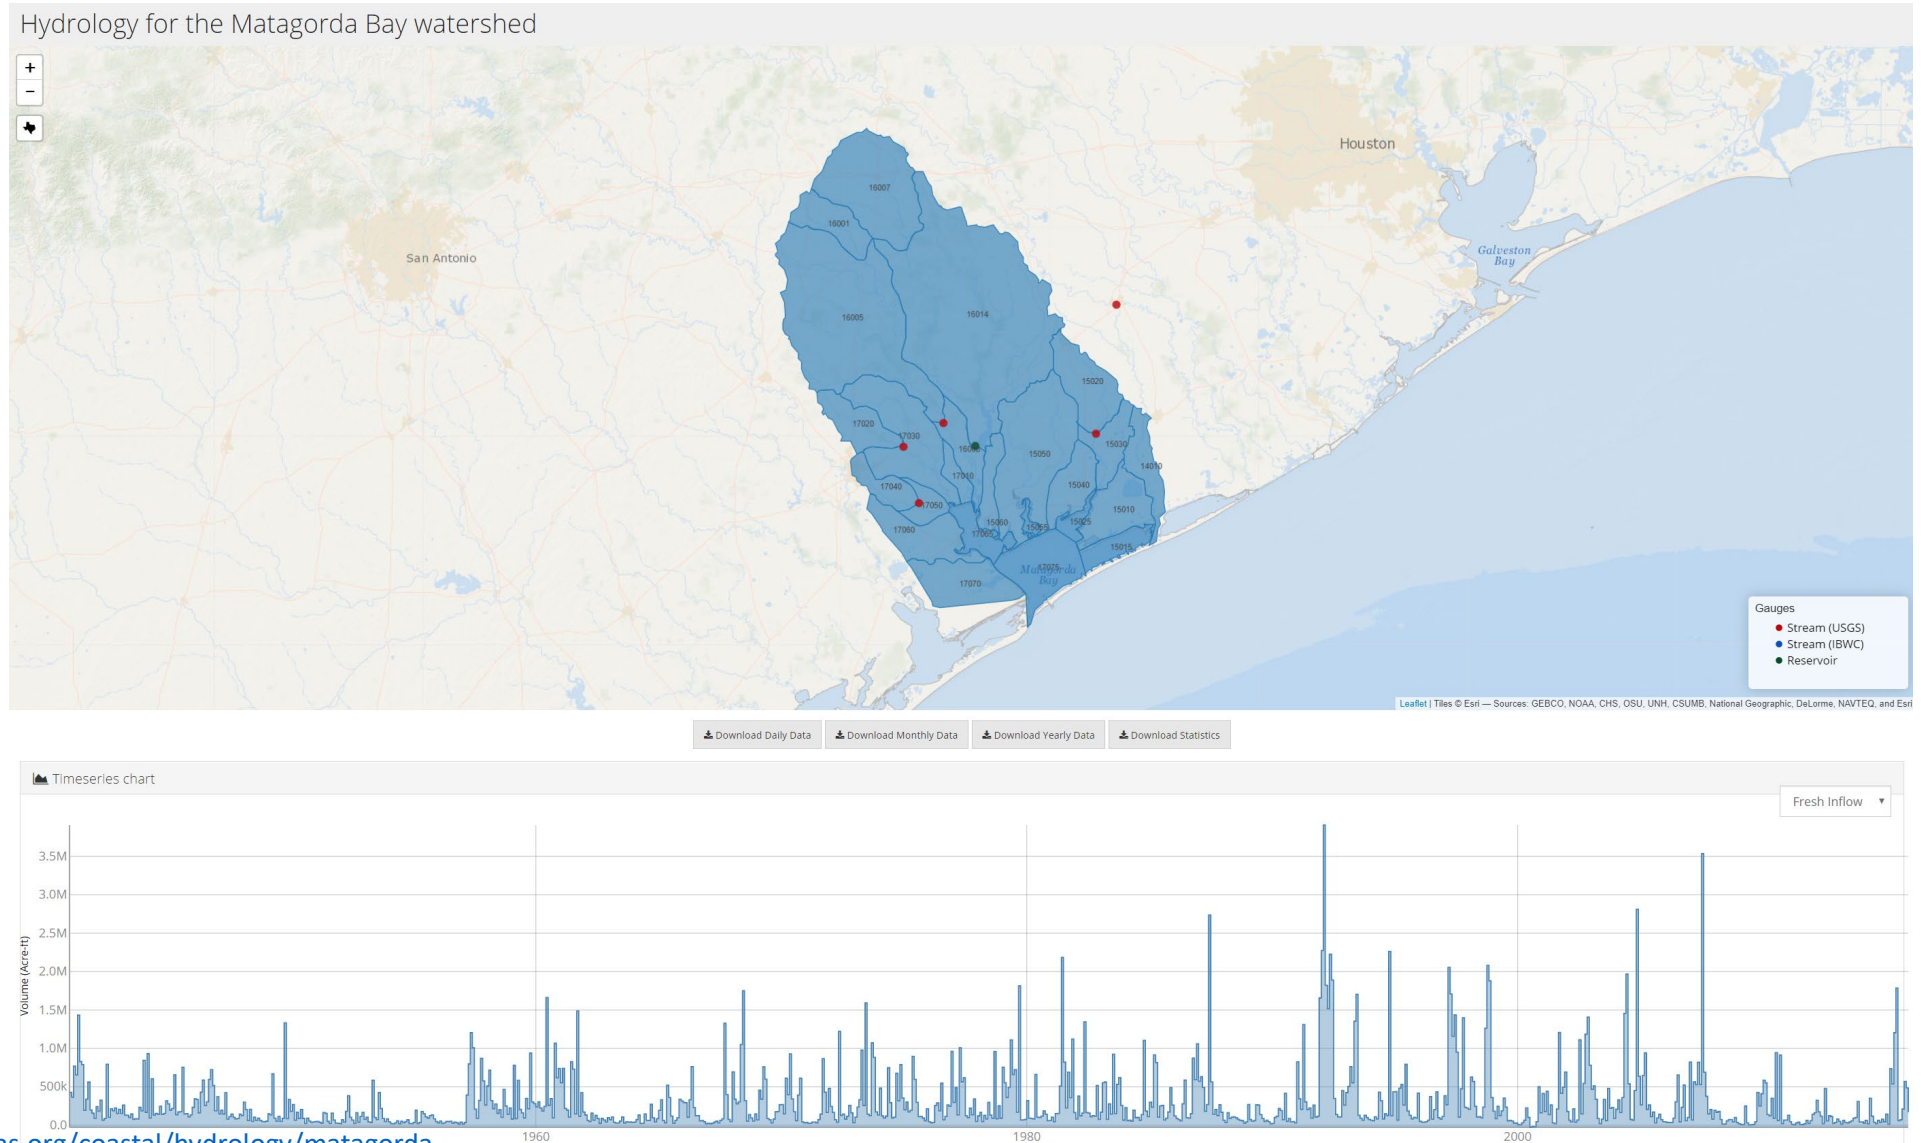 Hydrology for the Matagorda Bay watershed
+
−
Houston
16007
16001
San Antonio
Galveston
Bay
16005
16014
15020
17020
17030
15030
15050
14010
17010
17040
15040
17050
15010
15060
17060
15015
17070
Bay
Gauges
Stream (USGS)
Stream (IBWC)
Reservoir
Leaflet | Tiles © Esri — Sources: GEBCO, NOAA, CHS, OSU, UNH, CSUMB, National Geographic, DeLorme, NAVTEQ, and Esri
Download Daily Data
Download Monthly Data
Download Yearly Data
Download Statistics
Timeseries chart
Fresh Inflow
Volume (Acre-ft)
3.5M
3.0M
2.5M
2.0M
1.5M
1.0M
500k
0.0
1960
1980
2000